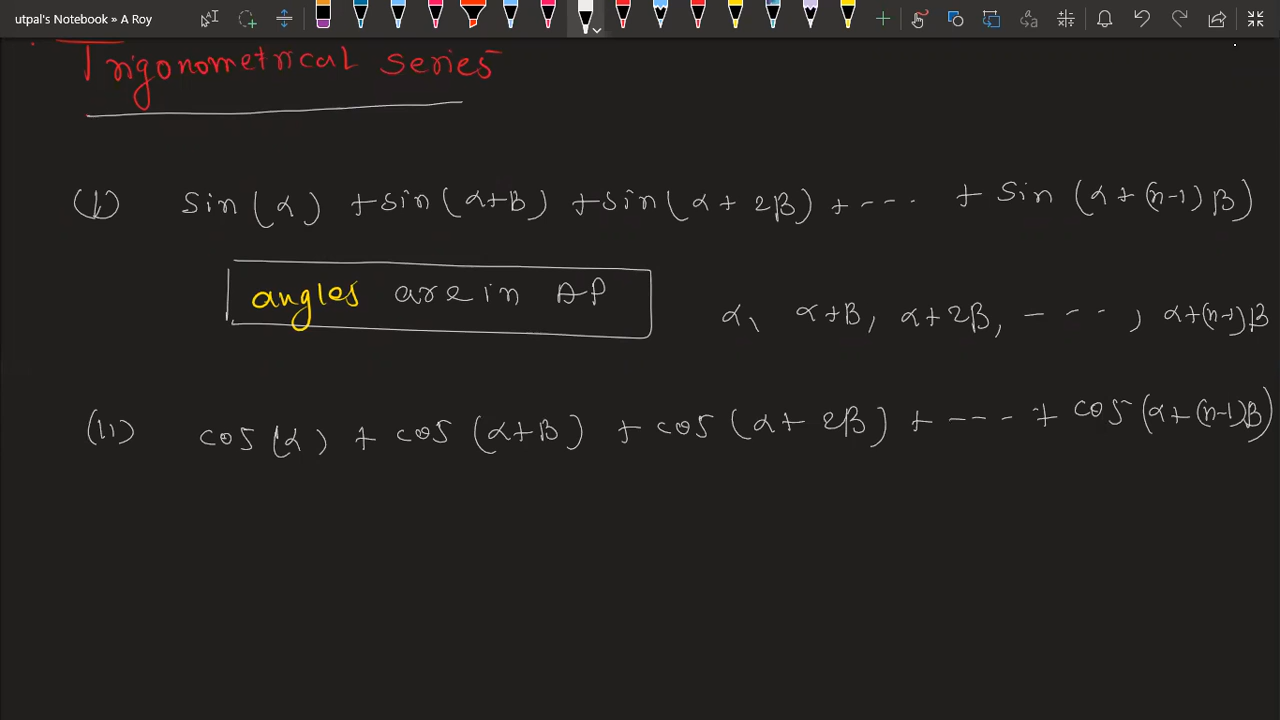 utpal's Notebook » A Roy
Trigonometrical series
(i) Sin(α) + sin(α+β) + sin(α + 2β) + --- + Sin(α + (n-1)β)
angles are in AP
α, α+β, α+2β, ----, α+(n-1)β
(ii) cos(α) + cos(α+β) + cos(α+ 2β) + --- + cos(α+(n-1)β)